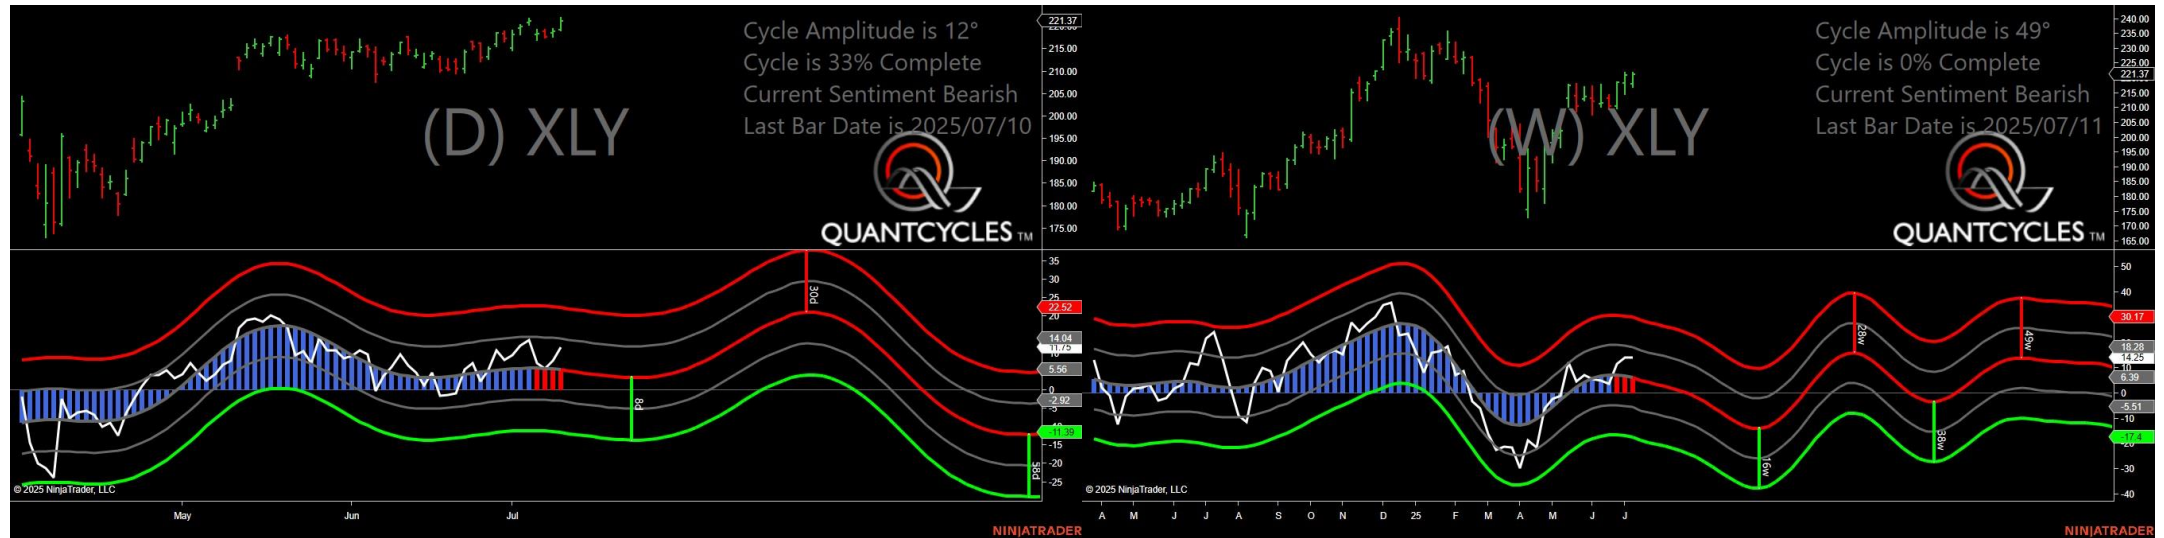 Cycle Amplitude is 12°
Cycle is 33% Complete
Current Sentiment Bearish
Last Bar Date is 2025/07/10
(D) XLY
QUANTCYCLES TM
221.37
215.00
210.00
205.00
200.00
195.00
190.00
185.00
180.00
175.00
35
30
25
22.52
20
14.04
11.75
10
5.56
0
-2.92
-5
-11.39
-15
-20
-25
30d
8d
58d
© 2025 NinjaTrader, LLC
May
Jun
Jul
NINJATRADER
Cycle Amplitude is 49°
Cycle is 0% Complete
Current Sentiment Bearish
Last Bar Date is 2025/07/11
(W) XLY
QUANTCYCLES TM
240.00
235.00
230.00
225.00
221.37
215.00
210.00
205.00
200.00
195.00
190.00
185.00
180.00
175.00
170.00
165.00
50
40
30.17
18.28
14.25
10
6.39
0
-5.51
-10
-17.4
-20
-30
-40
28w
49w
16w
38w
© 2025 NinjaTrader, LLC
A
M
J
J
A
S
O
N
D
25
F
M
A
M
J
J
NINJATRADER